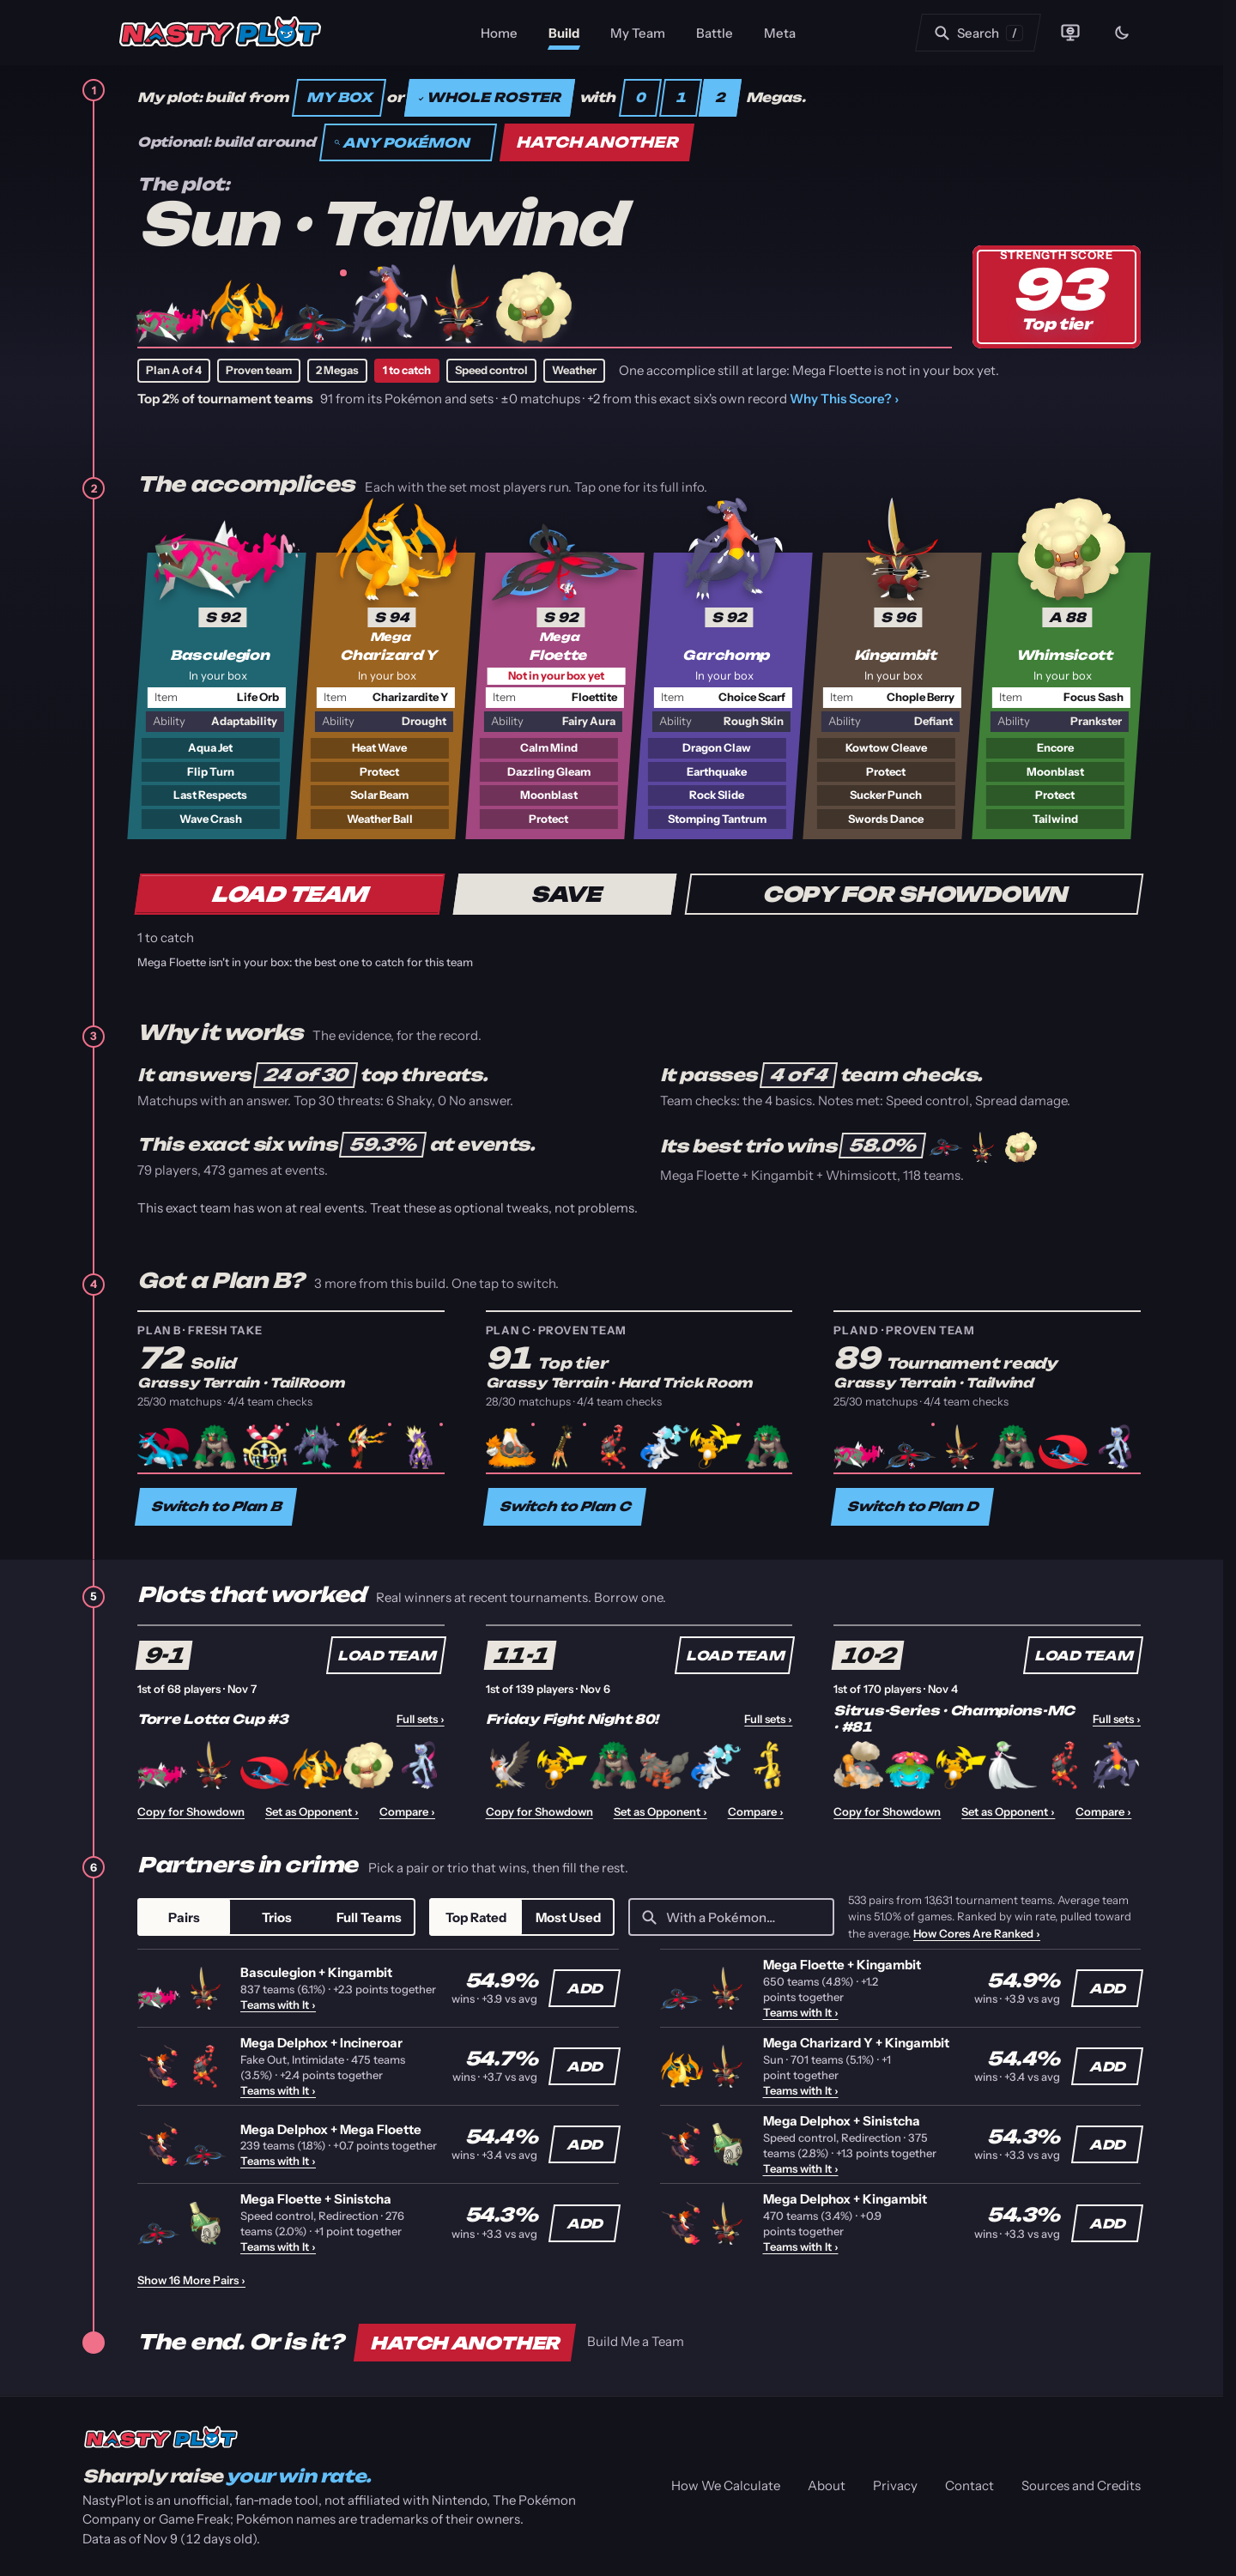 NASTY PLOT
Home
Build
My Team
Battle
Meta
Search /
1
My plot: build from MY BOX or WHOLE ROSTER with 0 1 2 Megas.
Optional: build around ANY POKÉMON HATCH ANOTHER
The plot:
Sun · Tailwind
STRENGTH SCORE
93
Top tier
Plan A of 4
Proven team
2 Megas
1 to catch
Speed control
Weather
One accomplice still at large: Mega Floette is not in your box yet.
Top 2% of tournament teams 91 from its Pokémon and sets · ±0 matchups · +2 from this exact six's own record Why This Score? ›
2
The accomplices Each with the set most players run. Tap one for its full info.
S 92
Basculegion
In your box
Item Life Orb
Ability Adaptability
Aqua Jet
Flip Turn
Last Respects
Wave Crash
S 94
Mega
Charizard Y
In your box
Item Charizardite Y
Ability Drought
Heat Wave
Protect
Solar Beam
Weather Ball
S 92
Mega
Floette
Not in your box yet
Item Floettite
Ability Fairy Aura
Calm Mind
Dazzling Gleam
Moonblast
Protect
S 92
Garchomp
In your box
Item Choice Scarf
Ability Rough Skin
Dragon Claw
Earthquake
Rock Slide
Stomping Tantrum
S 96
Kingambit
In your box
Item Chople Berry
Ability Defiant
Kowtow Cleave
Protect
Sucker Punch
Swords Dance
A 88
Whimsicott
In your box
Item Focus Sash
Ability Prankster
Encore
Moonblast
Protect
Tailwind
LOAD TEAM
SAVE
COPY FOR SHOWDOWN
1 to catch
Mega Floette isn't in your box: the best one to catch for this team
3
Why it works The evidence, for the record.
It answers 24 of 30 top threats.
Matchups with an answer. Top 30 threats: 6 Shaky, 0 No answer.
It passes 4 of 4 team checks.
Team checks: the 4 basics. Notes met: Speed control, Spread damage.
This exact six wins 59.3% at events.
79 players, 473 games at events.
Its best trio wins 58.0%
Mega Floette + Kingambit + Whimsicott, 118 teams.
This exact team has won at real events. Treat these as optional tweaks, not problems.
4
Got a Plan B? 3 more from this build. One tap to switch.
PLAN B · FRESH TAKE
72 Solid
Grassy Terrain · TailRoom
25/30 matchups · 4/4 team checks
Switch to Plan B
PLAN C · PROVEN TEAM
91 Top tier
Grassy Terrain · Hard Trick Room
28/30 matchups · 4/4 team checks
Switch to Plan C
PLAN D · PROVEN TEAM
89 Tournament ready
Grassy Terrain · Tailwind
25/30 matchups · 4/4 team checks
Switch to Plan D
5
Plots that worked Real winners at recent tournaments. Borrow one.
9-1
LOAD TEAM
1st of 68 players · Nov 7
Torre Lotta Cup #3
Full sets ›
Copy for Showdown
Set as Opponent ›
Compare ›
11-1
LOAD TEAM
1st of 139 players · Nov 6
Friday Fight Night 80!
Full sets ›
Copy for Showdown
Set as Opponent ›
Compare ›
10-2
LOAD TEAM
1st of 170 players · Nov 4
Sitrus-Series · Champions-MC
· #81
Full sets ›
Copy for Showdown
Set as Opponent ›
Compare ›
6
Partners in crime Pick a pair or trio that wins, then fill the rest.
Pairs
Trios
Full Teams
Top Rated
Most Used
With a Pokémon...
533 pairs from 13,631 tournament teams. Average team
wins 51.0% of games. Ranked by win rate, pulled toward
the average. How Cores Are Ranked ›
Basculegion + Kingambit
837 teams (6.1%) · +2.3 points together
Teams with It ›
54.9%
wins · +3.9 vs avg
ADD
Mega Floette + Kingambit
650 teams (4.8%) · +1.2
points together
Teams with It ›
54.9%
wins · +3.9 vs avg
ADD
Mega Delphox + Incineroar
Fake Out, Intimidate · 475 teams
(3.5%) · +2.4 points together
Teams with It ›
54.7%
wins · +3.7 vs avg
ADD
Mega Charizard Y + Kingambit
Sun · 701 teams (5.1%) · +1
point together
Teams with It ›
54.4%
wins · +3.4 vs avg
ADD
Mega Delphox + Mega Floette
239 teams (1.8%) · +0.7 points together
Teams with It ›
54.4%
wins · +3.4 vs avg
ADD
Mega Delphox + Sinistcha
Speed control, Redirection · 375
teams (2.8%) · +1.3 points together
Teams with It ›
54.3%
wins · +3.3 vs avg
ADD
Mega Floette + Sinistcha
Speed control, Redirection · 276
teams (2.0%) · +1 point together
Teams with It ›
54.3%
wins · +3.3 vs avg
ADD
Mega Delphox + Kingambit
470 teams (3.4%) · +0.9
points together
Teams with It ›
54.3%
wins · +3.3 vs avg
ADD
Show 16 More Pairs ›
The end. Or is it? HATCH ANOTHER Build Me a Team
NASTY PLOT
Sharply raise your win rate.
NastyPlot is an unofficial, fan-made tool, not affiliated with Nintendo, The Pokémon
Company or Game Freak; Pokémon names are trademarks of their owners.
Data as of Nov 9 (12 days old).
How We Calculate
About
Privacy
Contact
Sources and Credits